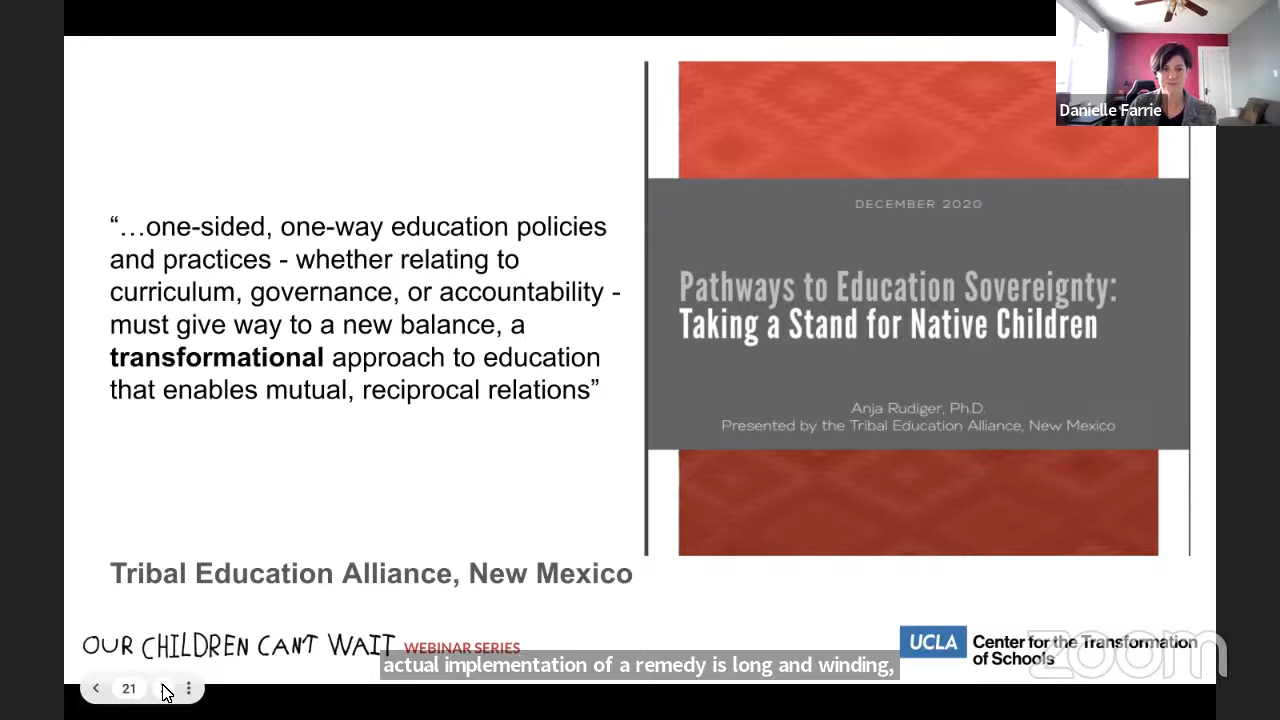 Danielle Farrie
“…one-sided, one-way education policies
and practices - whether relating to
curriculum, governance, or accountability -
must give way to a new balance, a
transformational approach to education
that enables mutual, reciprocal relations”
DECEMBER 2020
Pathways to Education Sovereignty:
Taking a Stand for Native Children
Anja Rudiger, Ph.D.
Presented by the Tribal Education Alliance, New Mexico
Tribal Education Alliance, New Mexico
OUR CHILDREN CAN'T WAIT WEBINAR SERIES
UCLA Center for the Transformation
of Schools
zoom
actual implementation of a remedy is long and winding,
21